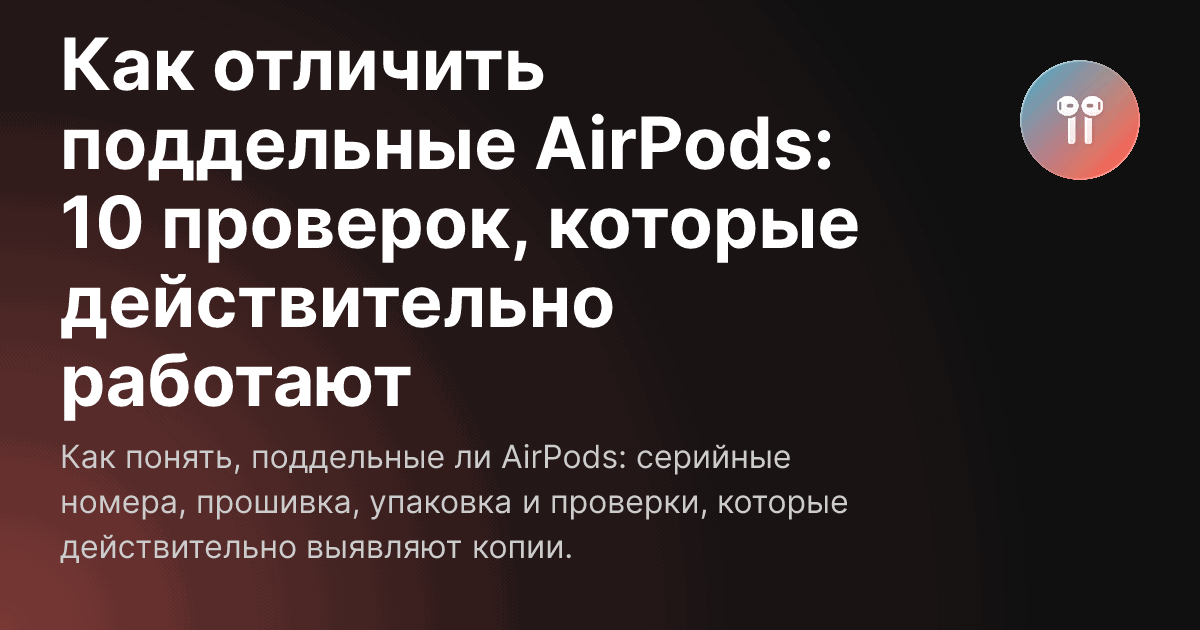 Как отличить
поддельные AirPods:
10 проверок, которые
действительно
работают
Как понять, поддельные ли AirPods: серийные
номера, прошивка, упаковка и проверки, которые
действительно выявляют копии.